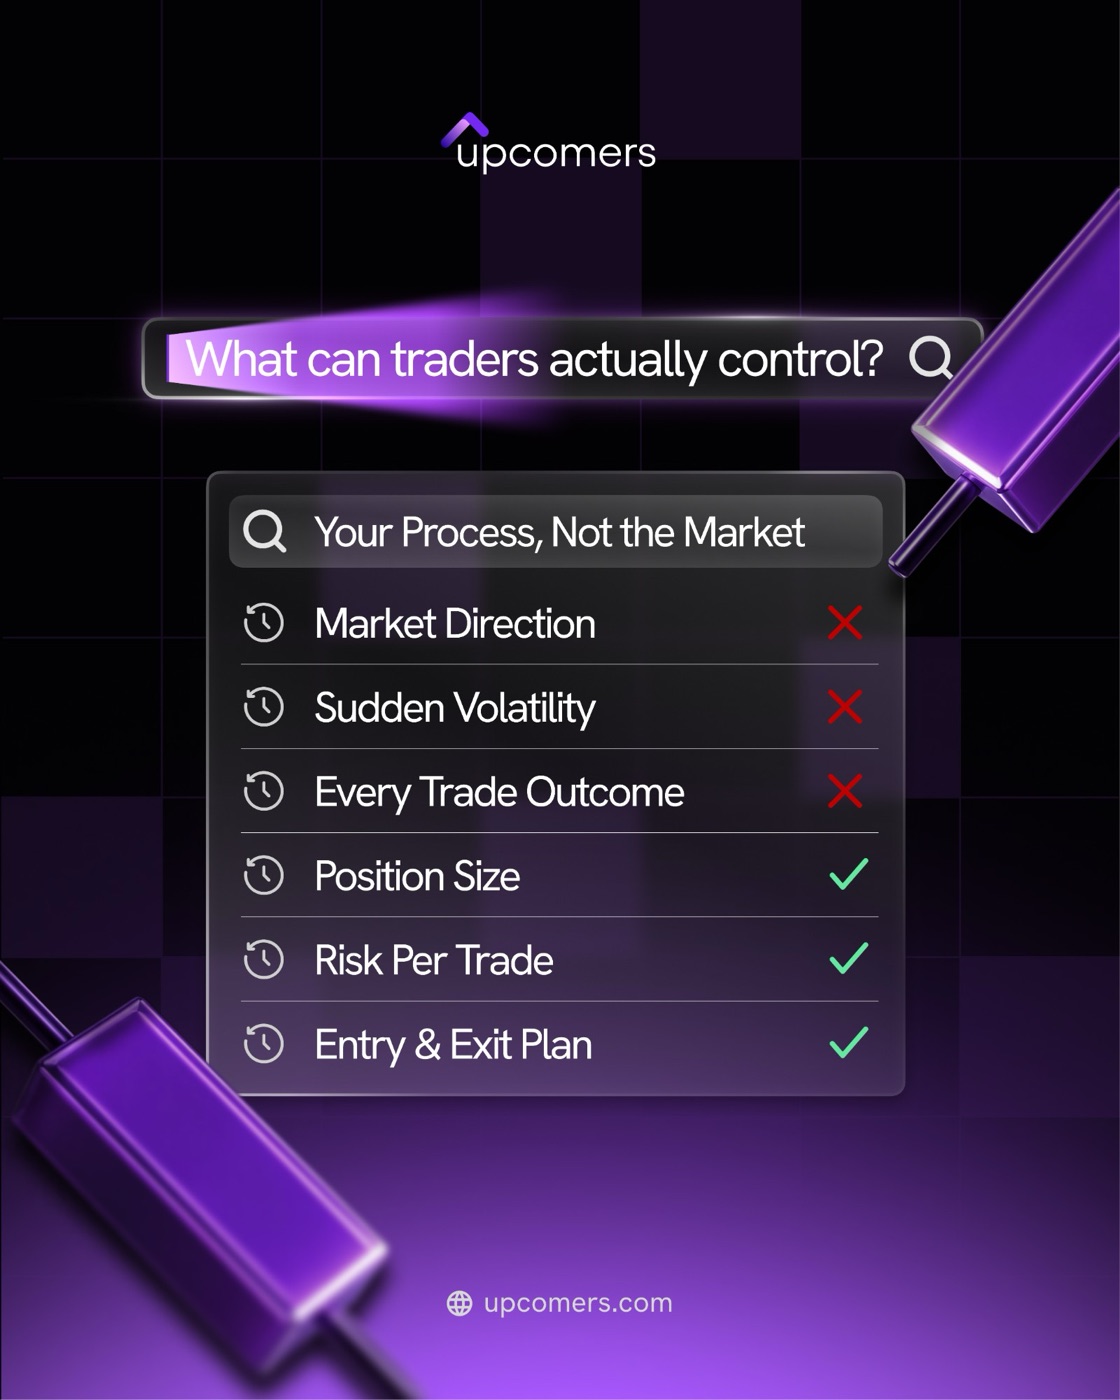 upcomers
What can traders actually control?
Your Process, Not the Market
Market Direction
Sudden Volatility
Every Trade Outcome
Position Size
Risk Per Trade
Entry & Exit Plan
upcomers.com